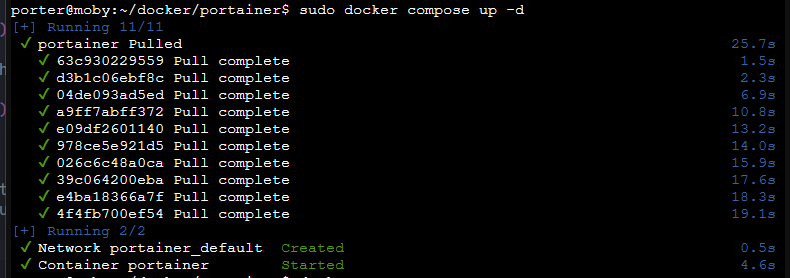 porter@moby:~/docker/portainer$ sudo docker compose up -d
[+] Running 11/11
✓ portainer Pulled 25.7s
✓ 63c930229559 Pull complete 1.5s
✓ d3b1c06ebf8c Pull complete 2.3s
✓ 04de093ad5ed Pull complete 6.9s
✓ a9ff7abff372 Pull complete 10.8s
✓ e09df2601140 Pull complete 13.2s
✓ 978ce5e921d5 Pull complete 14.0s
✓ 026c6c48a0ca Pull complete 15.9s
✓ 39c064200eba Pull complete 17.6s
✓ e4ba18366a7f Pull complete 18.3s
✓ 4f4fb700ef54 Pull complete 19.1s
[+] Running 2/2
✓ Network portainer_default Created 0.5s
✓ Container portainer Started 4.6s